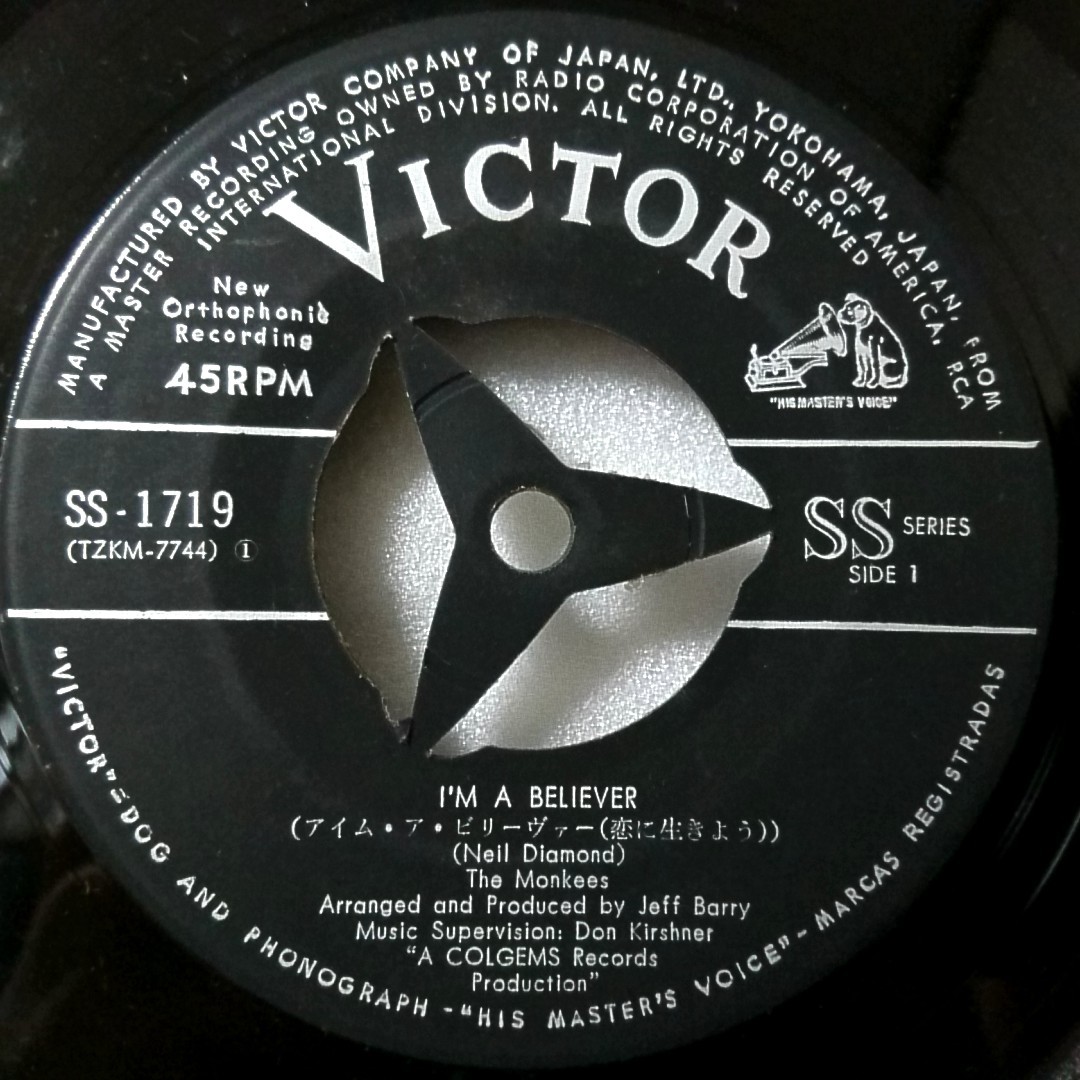 MANUFACTURED BY VICTOR COMPANY OF JAPAN, LTD., YOKOHAMA, JAPAN, FROM
A MASTER RECORDING OWNED BY RADIO CORPORATION OF AMERICA, RCA
INTERNATIONAL DIVISION. ALL RIGHTS RESERVED
VICTOR
New
Orthophonic
Recording
45RPM
"HIS MASTER'S VOICE"
SS-1719
(TZKM-7744) ①
SS SERIES
SIDE 1
I'M A BELIEVER
(アイム・ア・ビリーヴァー(恋に生きよう))
(Neil Diamond)
The Monkees
Arranged and Produced by Jeff Barry
Music Supervision: Don Kirshner
"A COLGEMS Records
Production"
"VICTOR"=DOG AND PHONOGRAPH -"HIS MASTER'S VOICE"- MARCAS REGISTRADAS